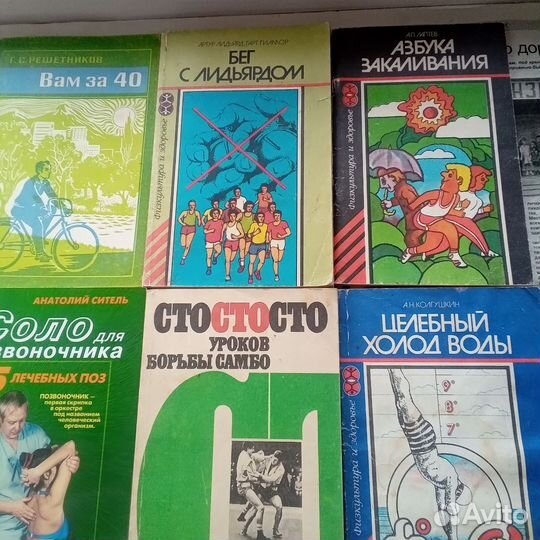 Г. С. РЕШЕТНИКОВ
Вам за 40
АРТУР ЛИДЬЯРД, ГАРТ ГИЛМОР
БЕГ
С ЛИДЬЯРДОМ
Физкультура и здоровье
А.П. ЛАПТЕВ
АЗБУКА
ЗАКАЛИВАНИЯ
Физкультура и здоровье
АНАТОЛИЙ СИТЕЛЬ
Соло для
звоночника
5 ЛЕЧЕБНЫХ ПОЗ
ПОЗВОНОЧНИК –
первая скрипка
в оркестре
под названием
человеческий
организм.
СТОСТОСТО
УРОКОВ
БОРЬБЫ САМБО
А.Н. КОЛГУШКИН
ЦЕЛЕБНЫЙ
ХОЛОД ВОДЫ
Физкультура и здоровье
9°
8°
7°
Avito